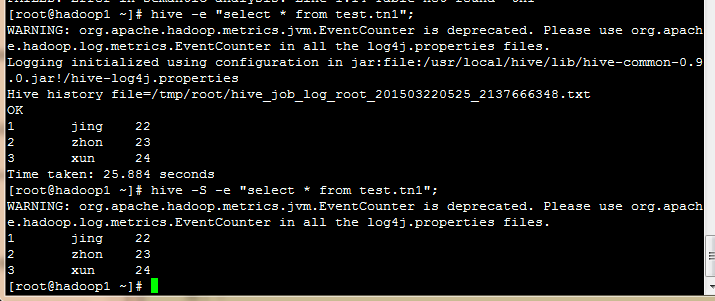 [root@hadoop1 ~]# hive -e "select * from test.tn1";
WARNING: org.apache.hadoop.metrics.jvm.EventCounter is deprecated. Please use org.apach
e.hadoop.log.metrics.EventCounter in all the log4j.properties files.
Logging initialized using configuration in jar:file:/usr/local/hive/lib/hive-common-0.9
.0.jar!/hive-log4j.properties
Hive history file=/tmp/root/hive_job_log_root_201503220525_2137666348.txt
OK
1 jing 22
2 zhon 23
3 xun 24
Time taken: 25.884 seconds
[root@hadoop1 ~]# hive -S -e "select * from test.tn1";
WARNING: org.apache.hadoop.metrics.jvm.EventCounter is deprecated. Please use org.apach
e.hadoop.log.metrics.EventCounter in all the log4j.properties files.
1 jing 22
2 zhon 23
3 xun 24
[root@hadoop1 ~]#